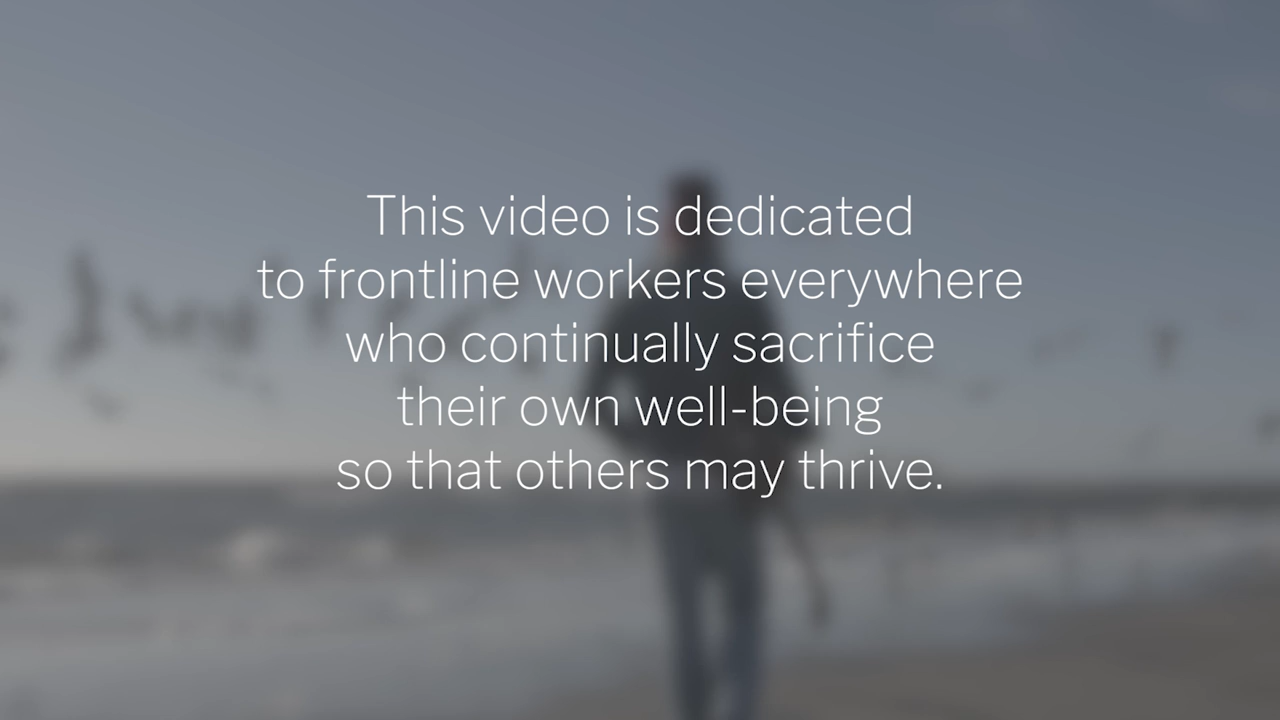 This video is dedicated
to frontline workers everywhere
who continually sacrifice
their own well-being
so that others may thrive.